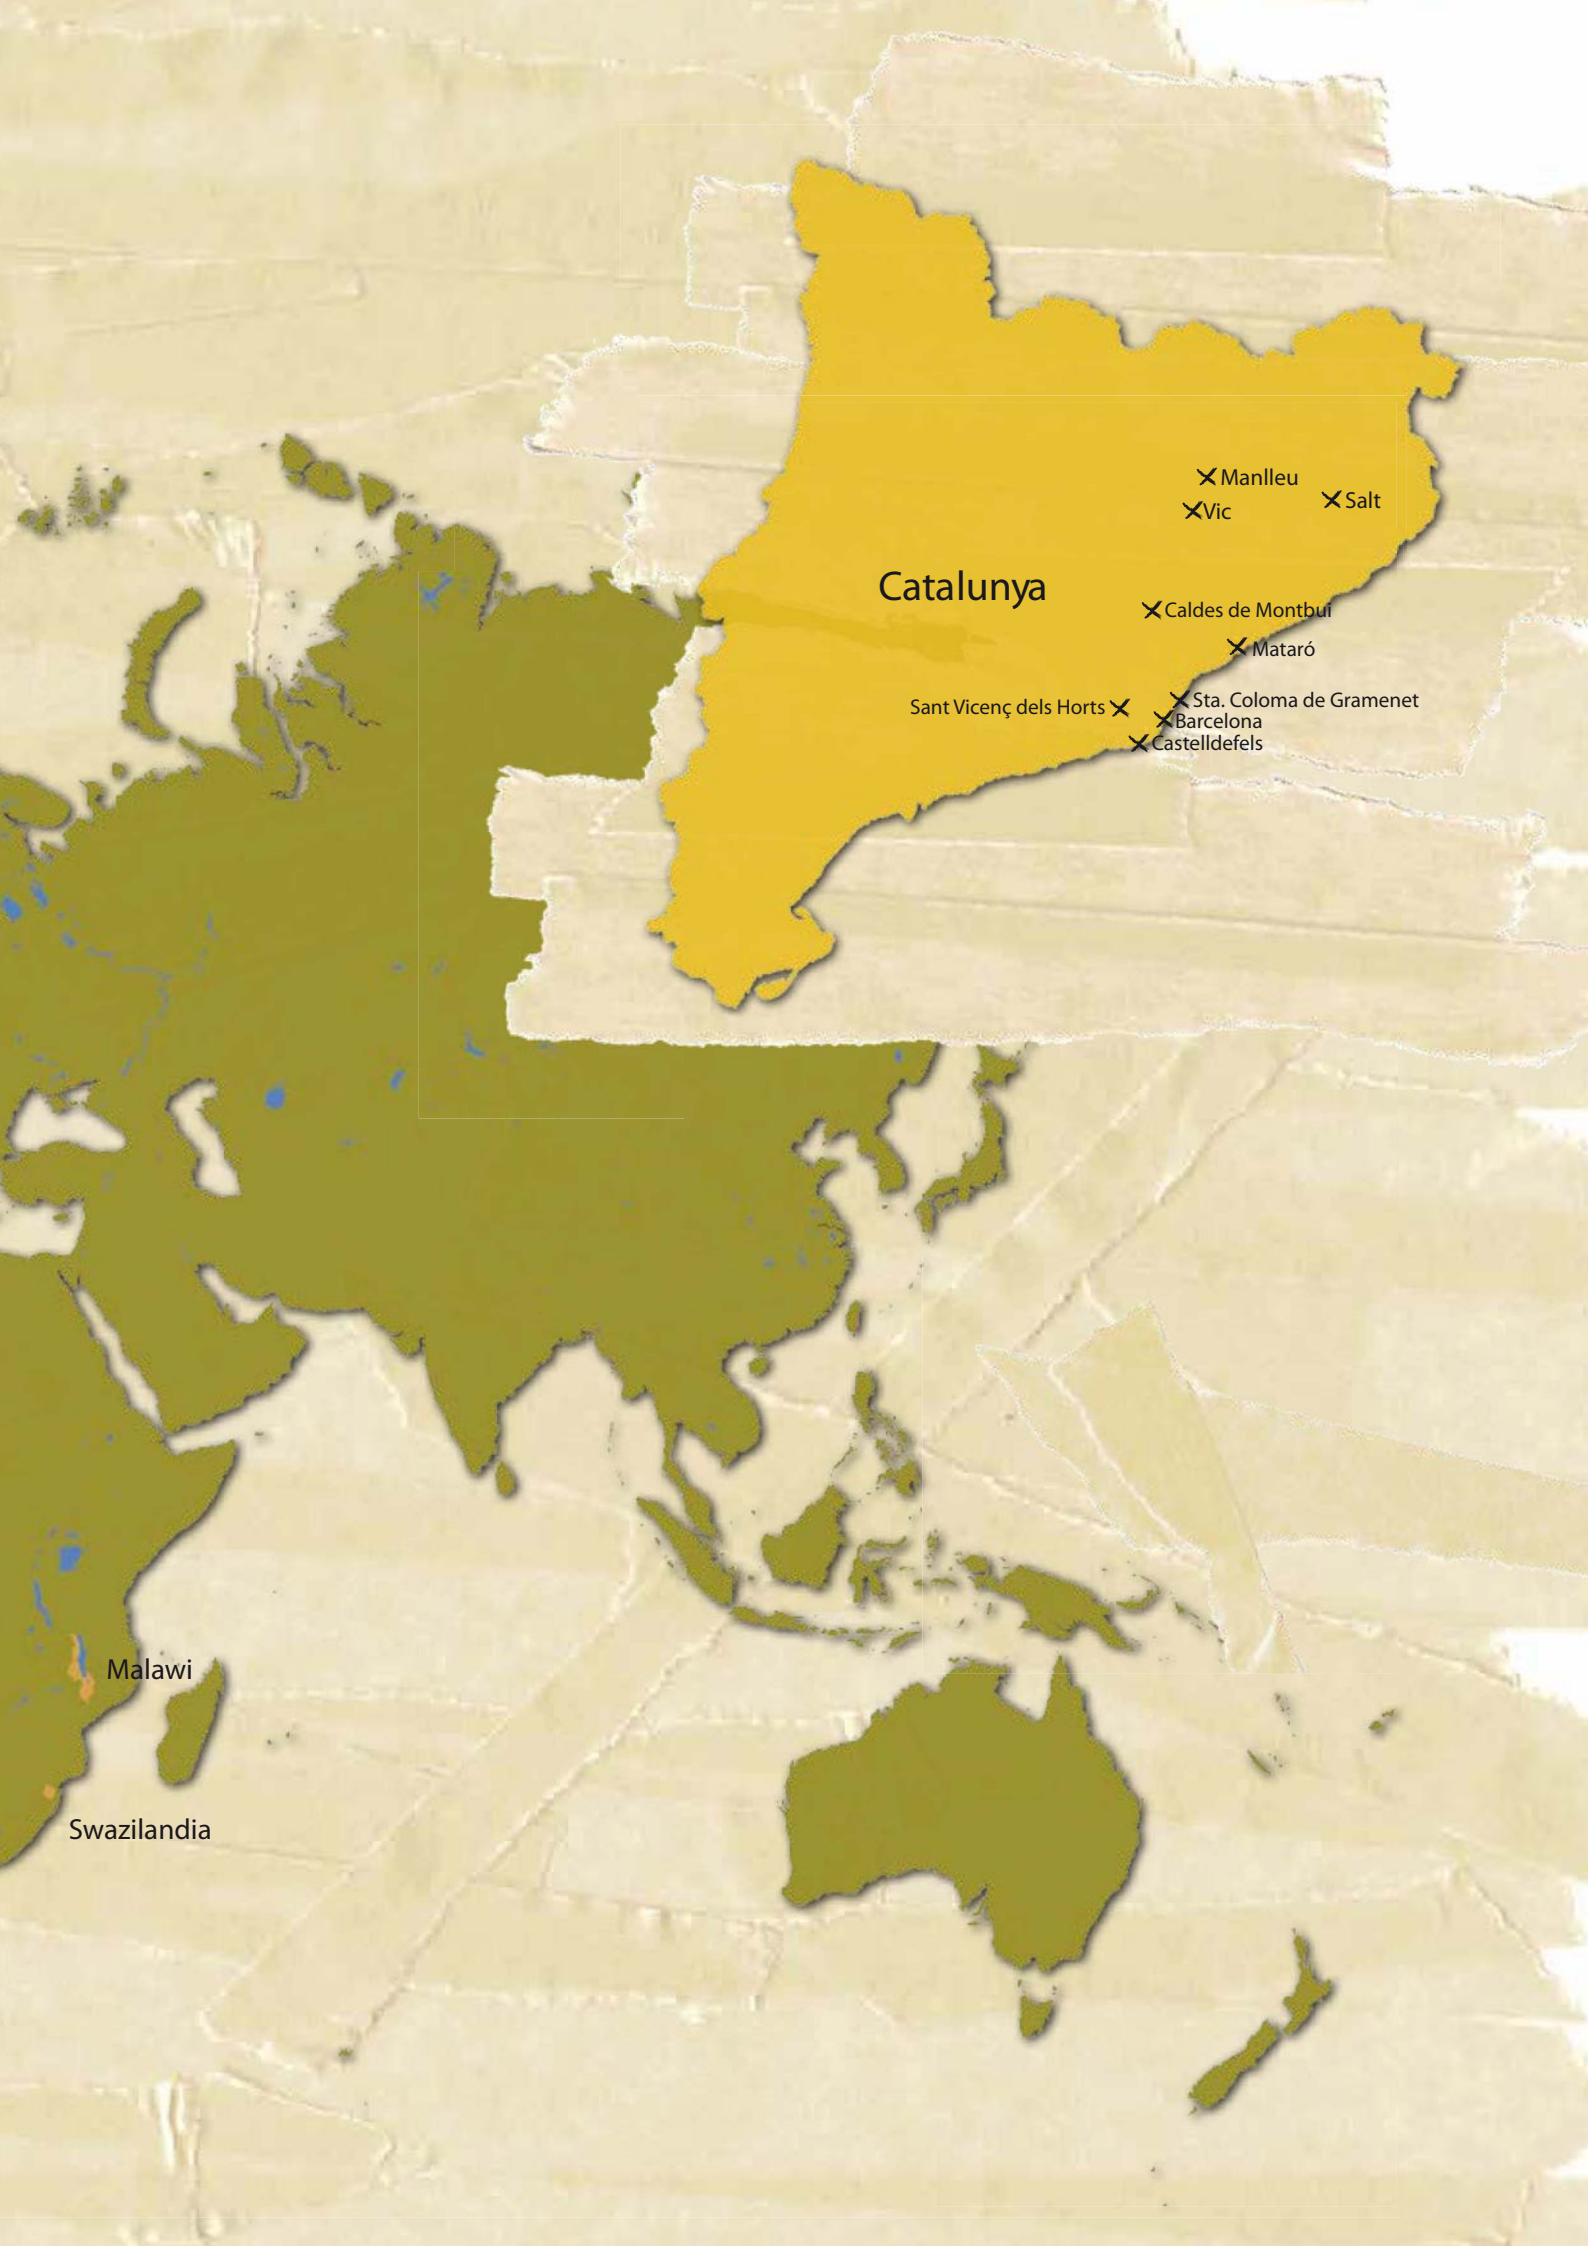 Manlleu
Salt
Vic
Catalunya
Caldes de Montbui
Mataró
Sta. Coloma de Gramenet
Sant Vicenç dels Horts
Barcelona
Castelldefels
Malawi
Swazilandia